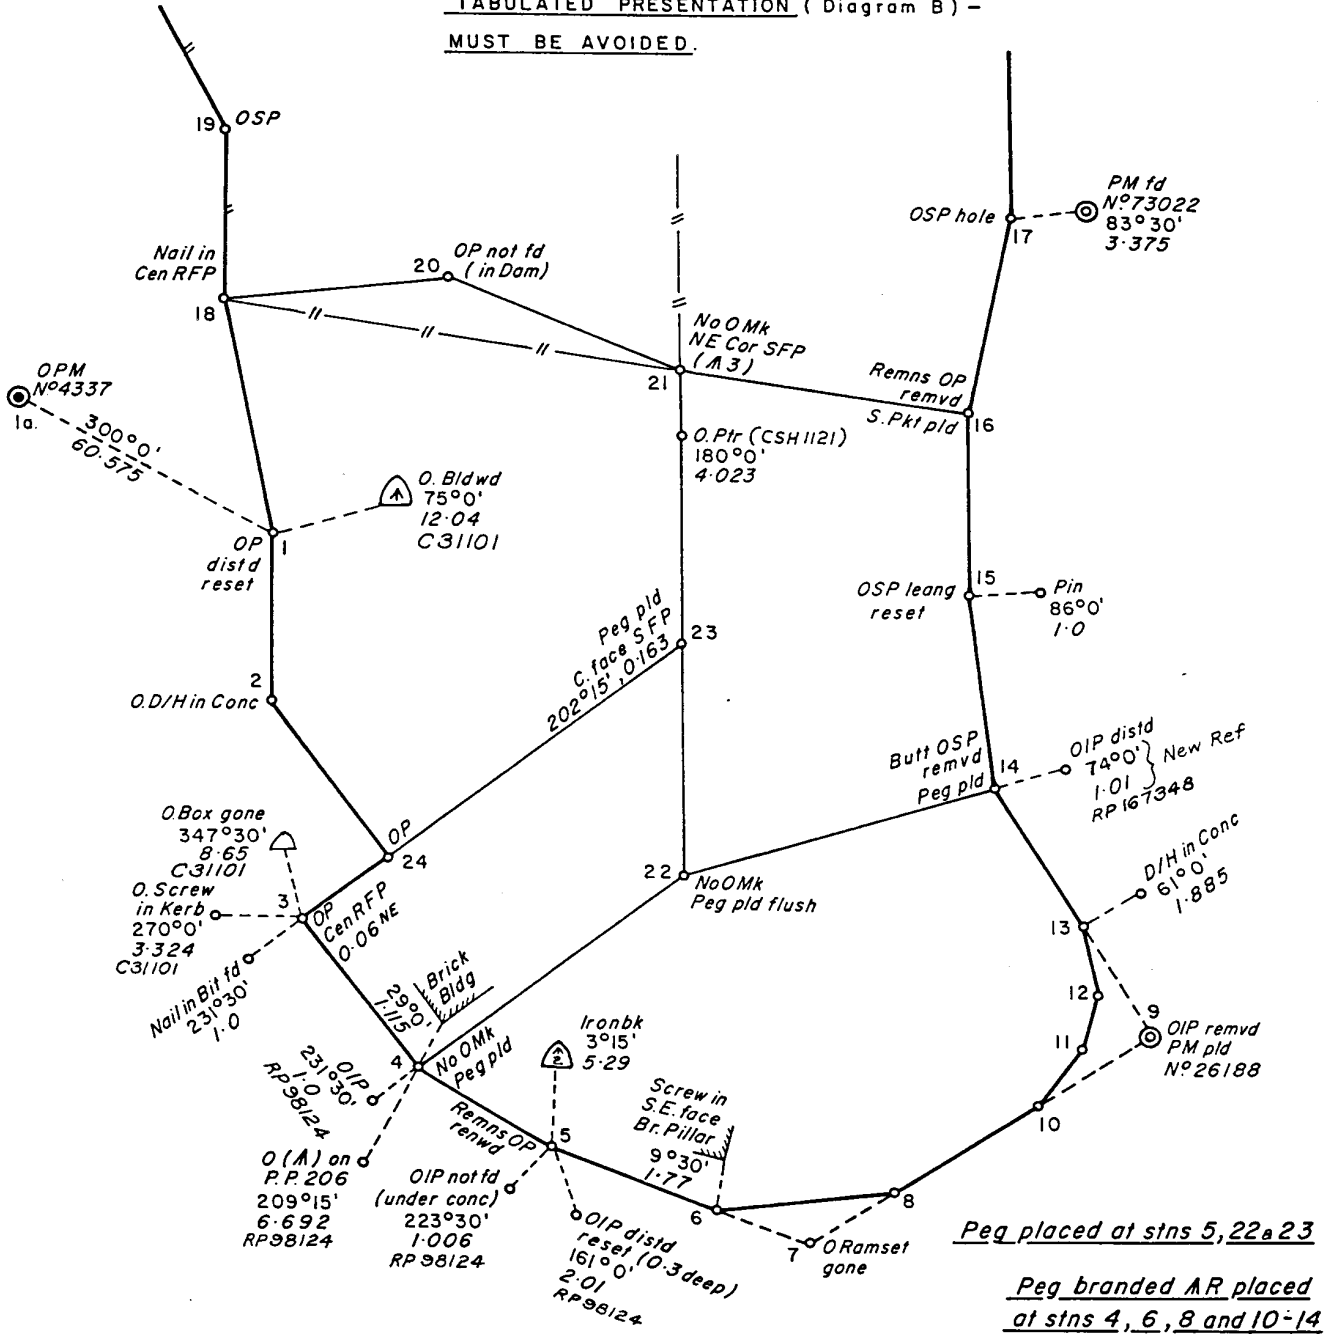 TABULATED PRESENTATION (Diagram B) –
MUST BE AVOIDED.
19
OSP
Nail in
Cen RFP
18
20
OP not fd
(in Dam)
OSP hole
17
PM fd
Nº73022
83°30'
3·375
No O Mk
NE Cor SFP
(A 3)
21
Remns OP
remvd
S. Pkt pld
16
OPM
Nº4337
1a.
300°0'
60·575
O. Bldwd
75°0'
12·04
C31101
OP
distd
reset
1
O. Ptr (CSH 1121)
180°0'
4·023
15
OSP leang
reset
Pin
86°0'
1·0
Peg pld
C. face SFP
202°15', 0·163
23
2
O.D/H in Conc
Butt OSP
remvd
Peg pld
14
OIP distd
74°0'
1·01
RP167348
New Ref
O.Box gone
347°30'
8·65
C31101
OP
24
22
No O Mk
Peg pld flush
D/H in Conc
61°0'
1·885
13
O. Screw
in Kerb
270°0'
3·324
C31101
3
OP
Cen RFP
0·06 NE
Nail in Bit fd
231°30'
1·0
29°0'
1·115
Brick
Bldg
12
11
9
OIP remvd
PM pld
Nº 26188
10
4
No O Mk
Peg pld
OIP
231°30'
1·0
RP98124
Ironbk
3°15'
5·29
2
Remns OP
renwd
5
Screw in
S.E. face
Br. Pillar
9°30'
1·77
O (A) on
P.P. 206
209°15'
6·692
RP98124
OIP not fd
(under conc)
223°30'
1·006
RP98124
OIP distd
reset (0·3 deep)
161°0'
2·01
RP98124
6
7
O Ramset
gone
8
Peg placed at stns 5, 22 a 23
Peg branded AR placed
at stns 4, 6, 8 and 10-14